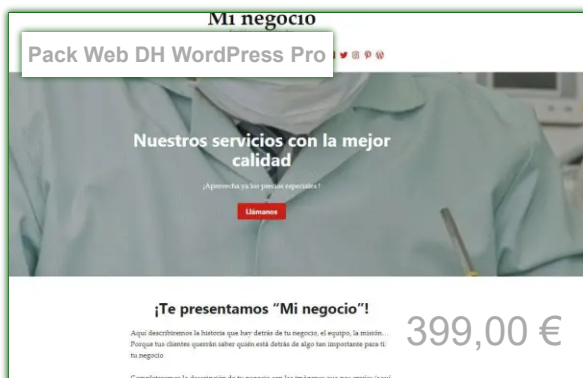 Mi negocio
Pack Web DH WordPress Pro
Nuestros servicios con la mejor
calidad
¡Aprovecha ya los precios especiales!
Llámanos
¡Te presentamos “Mi negocio”!
Aquí describiremos la historia que hay detrás de tu negocio, el equipo, la misión…
Porque tus clientes querrán saber quién está detrás de algo tan importante para ti:
tu negocio
399,00 €